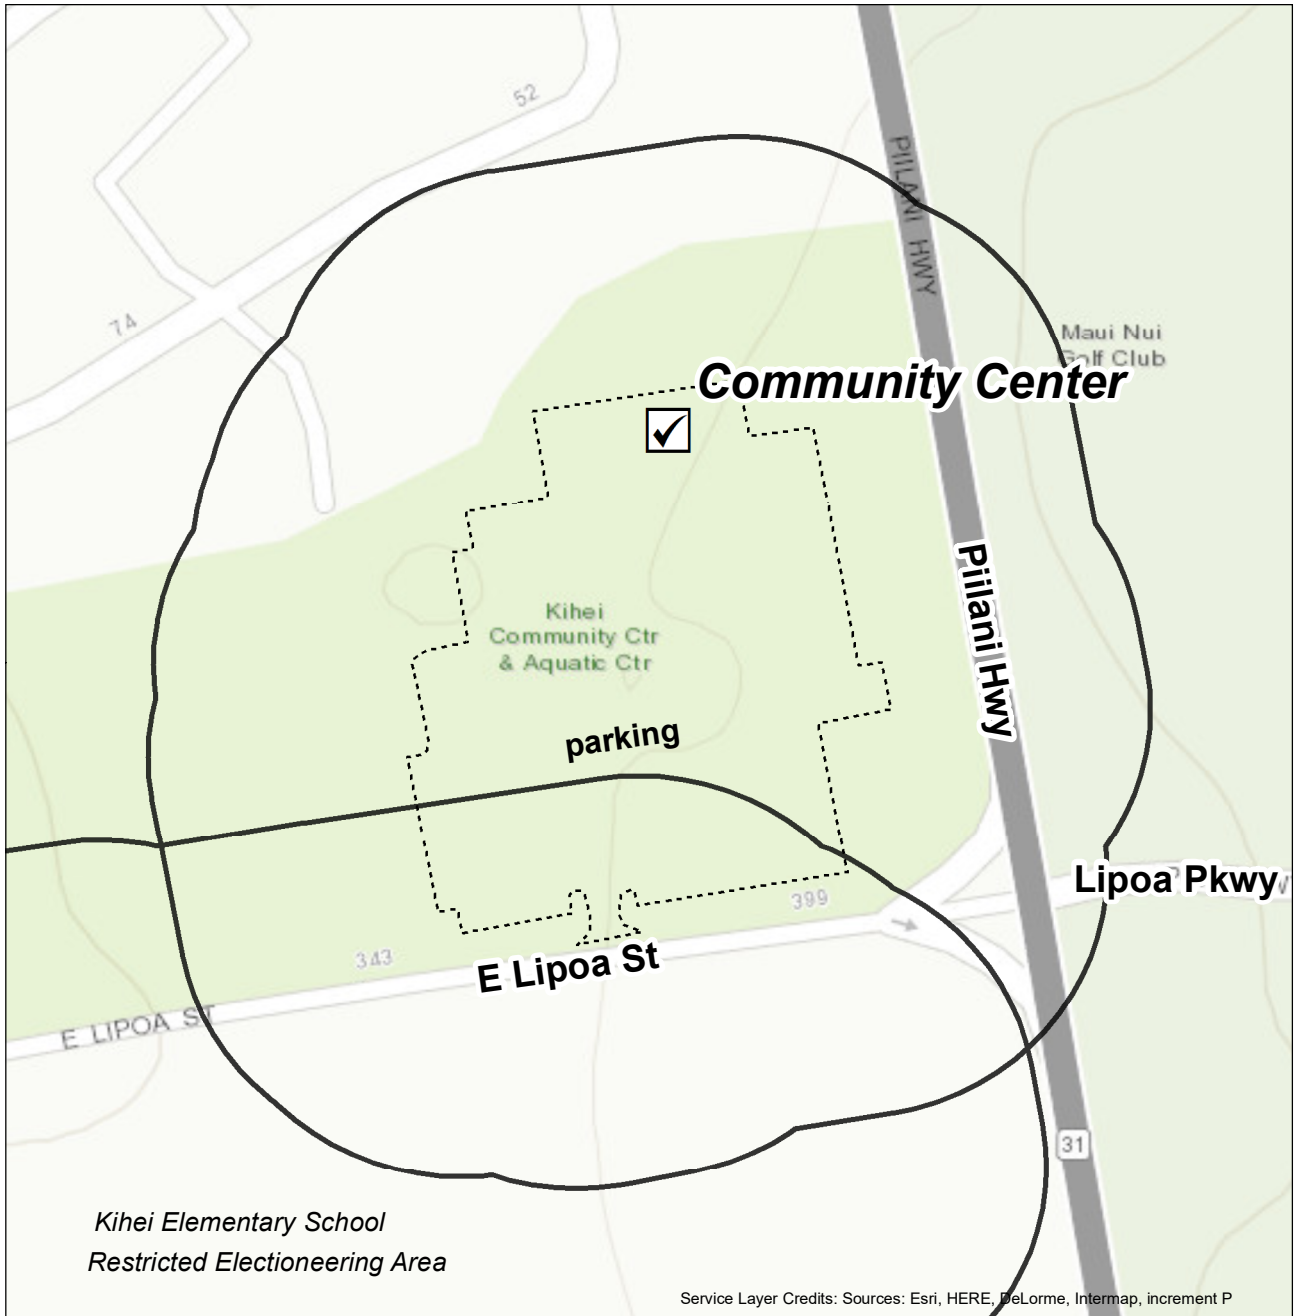 52
PIILANI HWY
74
Maui Nui
Golf Club
Community Center
Piilani Hwy
Kihei
Community Ctr
& Aquatic Ctr
parking
Lipoa Pkwy
399
343
E Lipoa St
E LIPOA ST
31
Kihei Elementary School
Restricted Electioneering Area
Service Layer Credits: Sources: Esri, HERE, DeLorme, Intermap, increment P